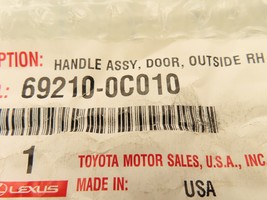 PTION: HANDLE ASSY, DOOR, OUTSIDE RH
L: 69210-0C010
1 TOYOTA MOTOR SALES, U.S.A., INC
LEXUS MADE IN: USA